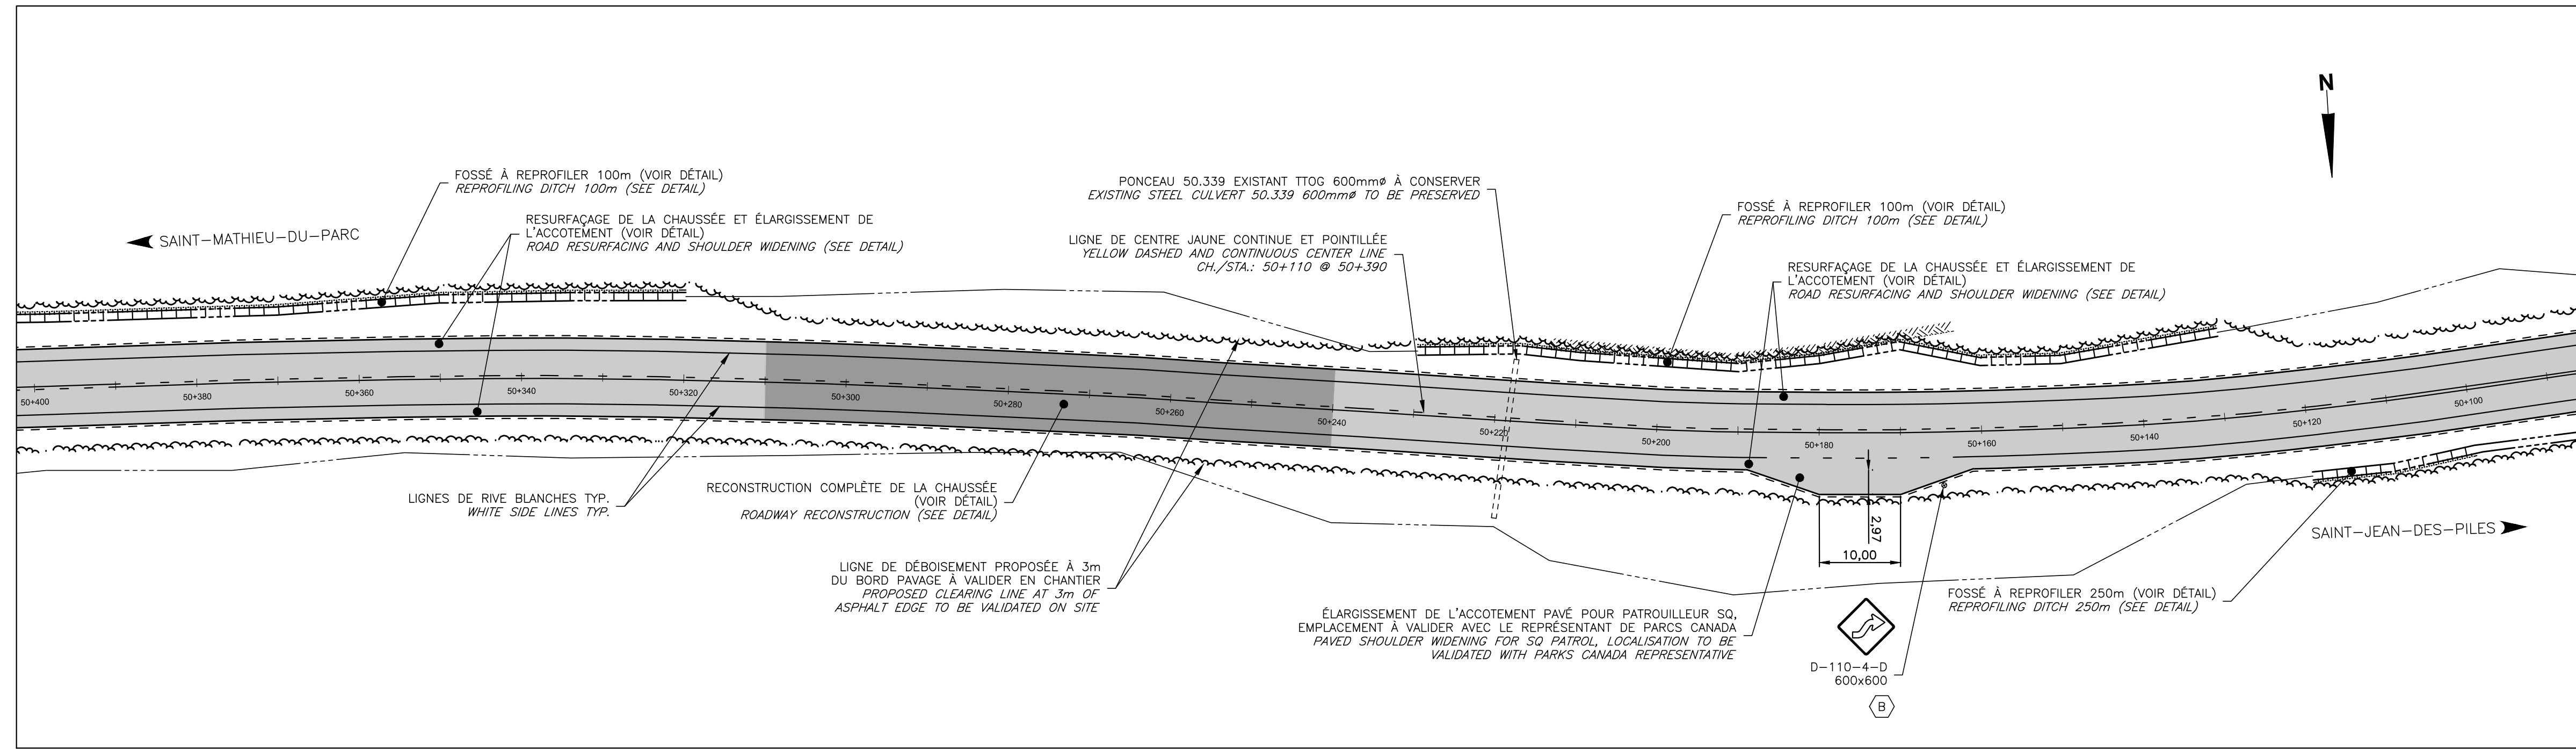 N
FOSSÉ À REPROFILER 100m (VOIR DÉTAIL)
REPROFILING DITCH 100m (SEE DETAIL)
RESURFAÇAGE DE LA CHAUSSÉE ET ÉLARGISSEMENT DE
L'ACCOTEMENT (VOIR DÉTAIL)
ROAD RESURFACING AND SHOULDER WIDENING (SEE DETAIL)
SAINT-MATHIEU-DU-PARC
PONCEAU 50.339 EXISTANT TTOG 600mmø À CONSERVER
EXISTING STEEL CULVERT 50.339 600mmø TO BE PRESERVED
LIGNE DE CENTRE JAUNE CONTINUE ET POINTILLÉE
YELLOW DASHED AND CONTINUOUS CENTER LINE
CH./STA.: 50+110 @ 50+390
FOSSÉ À REPROFILER 100m (VOIR DÉTAIL)
REPROFILING DITCH 100m (SEE DETAIL)
RESURFAÇAGE DE LA CHAUSSÉE ET ÉLARGISSEMENT DE
L'ACCOTEMENT (VOIR DÉTAIL)
ROAD RESURFACING AND SHOULDER WIDENING (SEE DETAIL)
50+400
50+380
50+360
50+340
50+320
50+300
50+280
50+260
50+240
50+220
50+200
50+180
50+160
50+140
50+120
50+100
LIGNES DE RIVE BLANCHES TYP.
WHITE SIDE LINES TYP.
RECONSTRUCTION COMPLÈTE DE LA CHAUSSÉE
(VOIR DÉTAIL)
ROADWAY RECONSTRUCTION (SEE DETAIL)
LIGNE DE DÉBOISEMENT PROPOSÉE À 3m
DU BORD PAVAGE À VALIDER EN CHANTIER
PROPOSED CLEARING LINE AT 3m OF
ASPHALT EDGE TO BE VALIDATED ON SITE
2,97
10,00
ÉLARGISSEMENT DE L'ACCOTEMENT PAVÉ POUR PATROUILLEUR SQ,
EMPLACEMENT À VALIDER AVEC LE REPRÉSENTANT DE PARCS CANADA
PAVED SHOULDER WIDENING FOR SQ PATROL, LOCALISATION TO BE
VALIDATED WITH PARKS CANADA REPRESENTATIVE
D-110-4-D
600x600
B
SAINT-JEAN-DES-PILES
FOSSÉ À REPROFILER 250m (VOIR DÉTAIL)
REPROFILING DITCH 250m (SEE DETAIL)